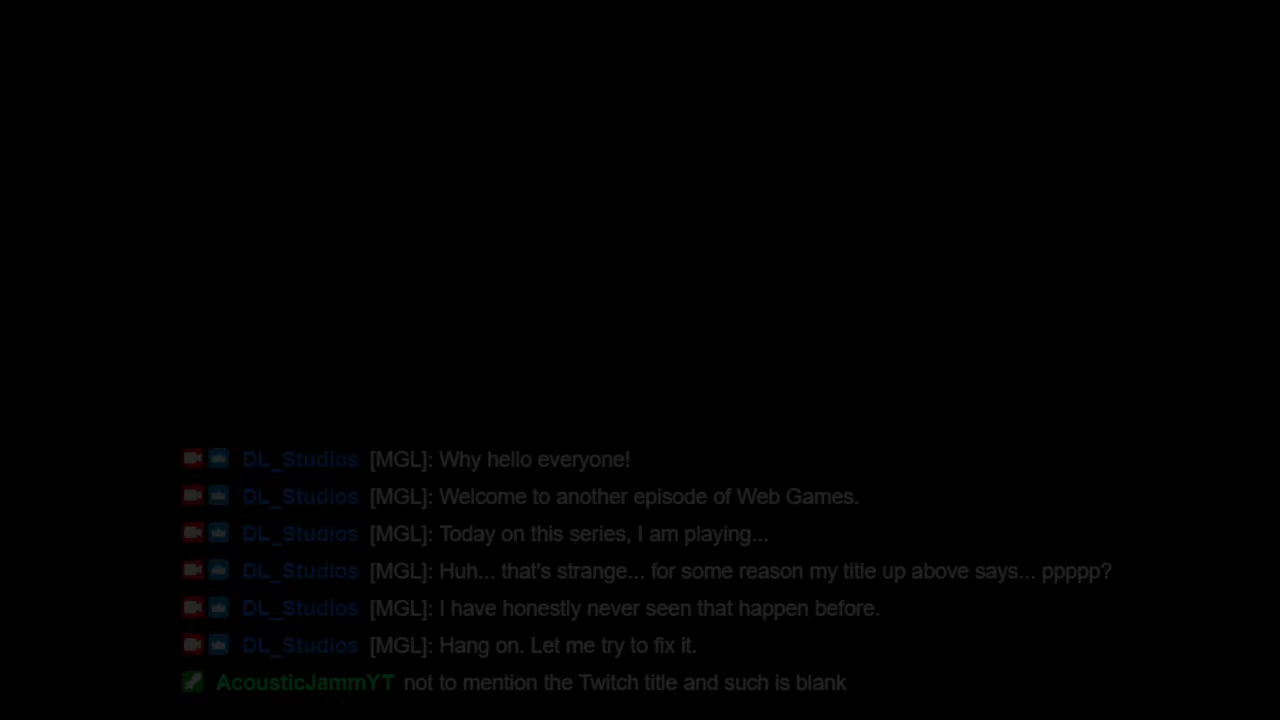 DL_Studios [MGL]: Why hello everyone!
DL_Studios [MGL]: Welcome to another episode of Web Games.
DL_Studios [MGL]: Today on this series, I am playing...
DL_Studios [MGL]: Huh... that's strange... for some reason my title up above says... ppppp?
DL_Studios [MGL]: I have honestly never seen that happen before.
DL_Studios [MGL]: Hang on. Let me try to fix it.
AcousticJammYT not to mention the Twitch title and such is blank